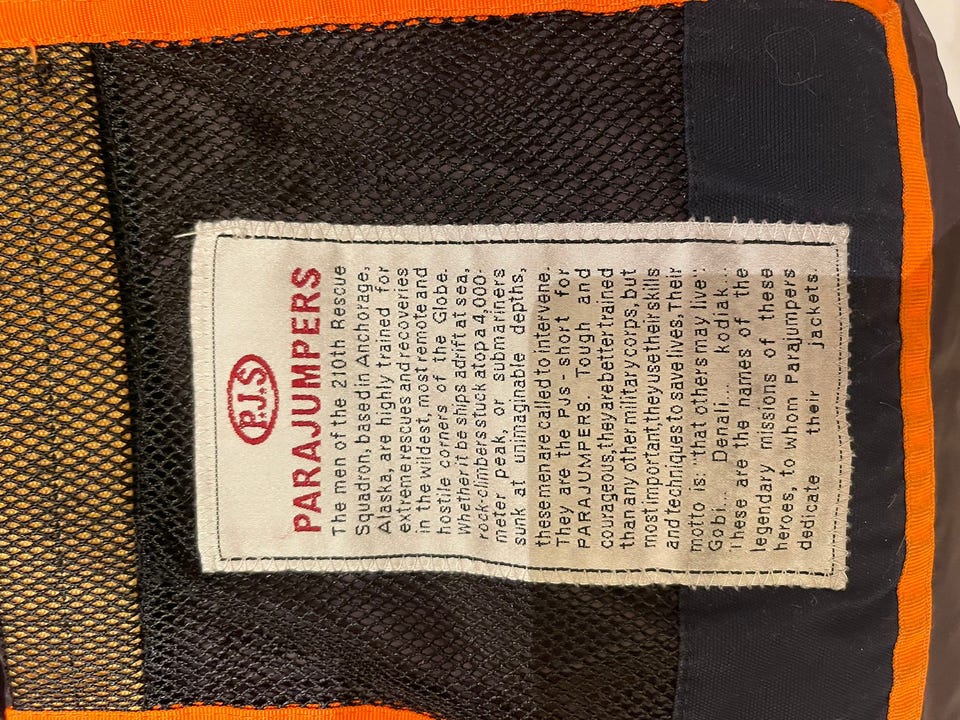 P.J.S
PARAJUMPERS
The men of the 210th Rescue
Squadron, based in Anchorage,
Alaska, are highly trained for
extreme rescues and recoveries
in the wildest, most remote and
hostile corners of the Globe.
Whether it be ships adrift at sea,
rock-climbers stuck atop a 4,000-
meter peak, or submariners
sunk at unimaginable depths,
these men are called to intervene.
They are the PJs - short for
PARAJUMPERS. Tough and
courageous, they are better trained
than any other military corps, but
most important, they use their skills
and techniques to save lives, Their
motto is: "that others may live".
Gobi... Denali... kodiak...
These are the names of the
legendary missions of these
heroes, to whom Parajumpers
dedicate their jackets.